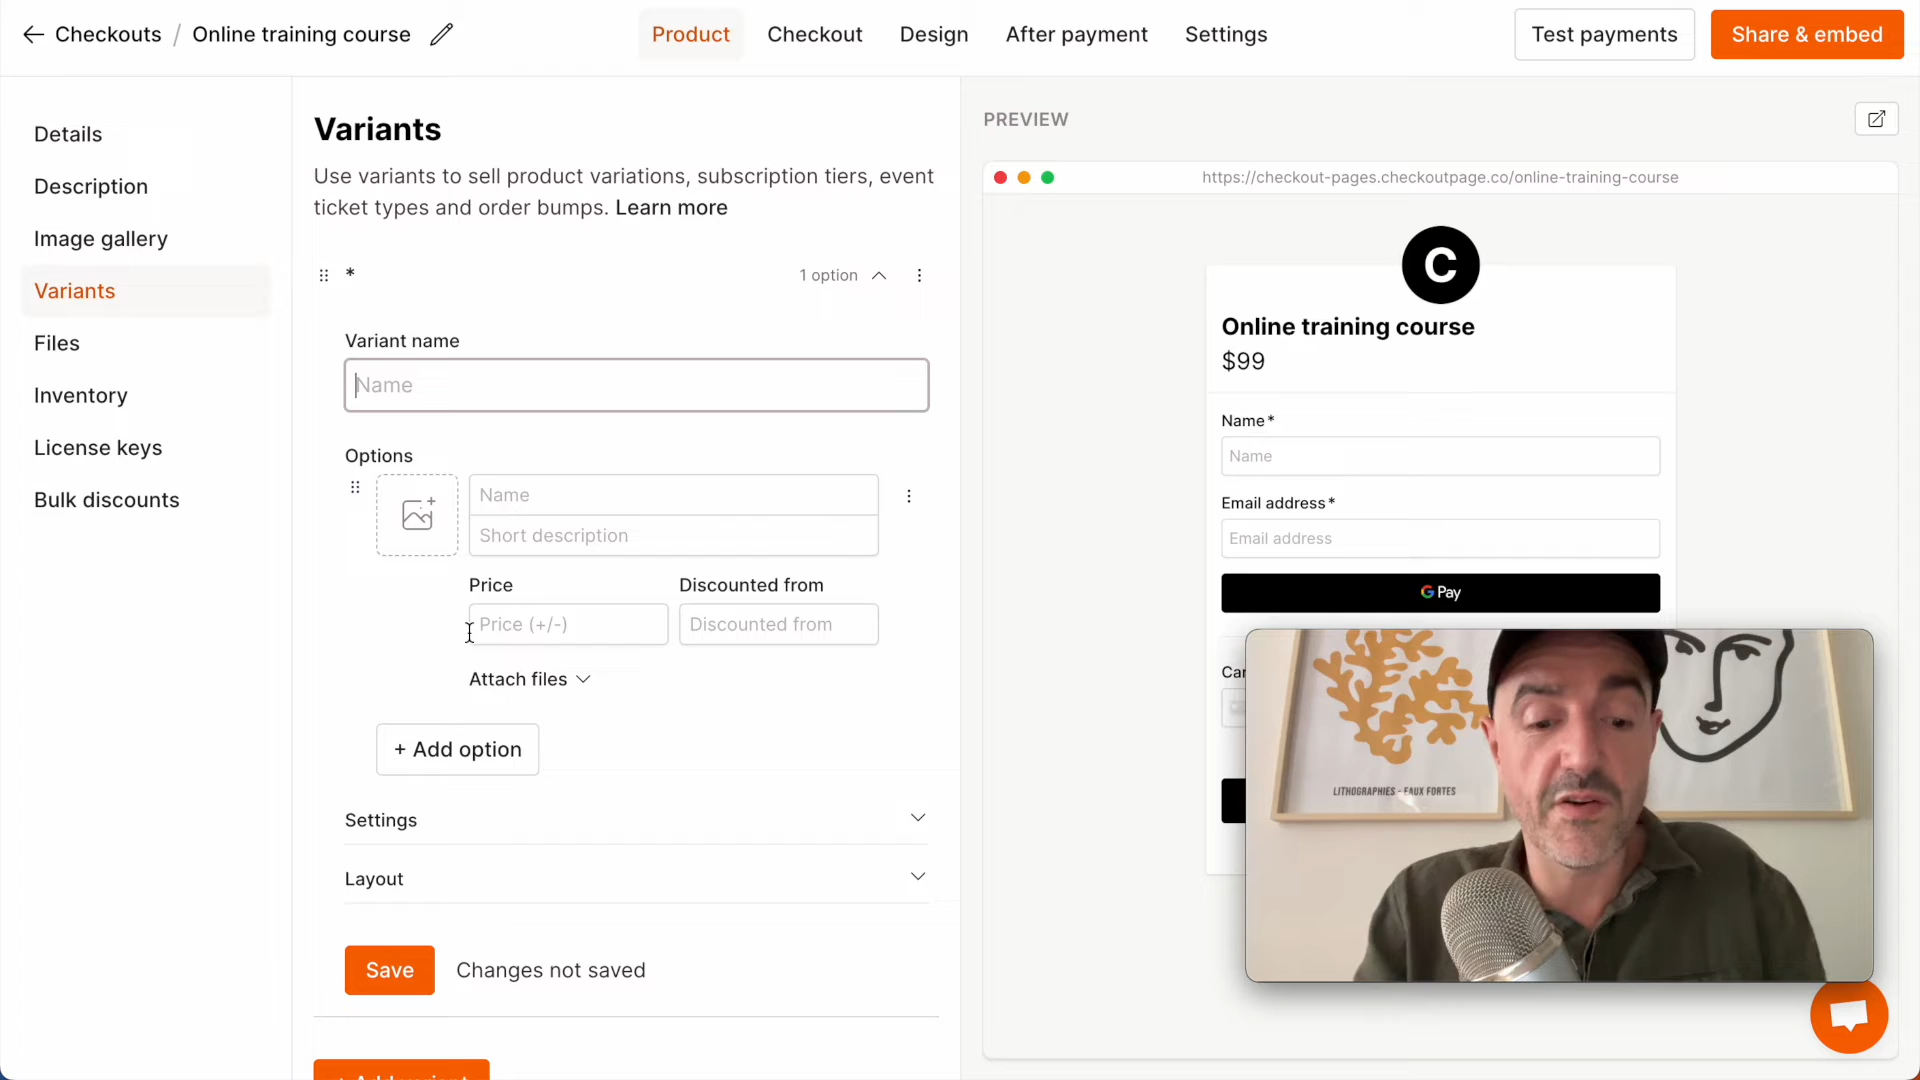 Checkouts / Online training course
Product
Checkout
Design
After payment
Settings
Test payments
Share & embed
Details
Description
Image gallery
Variants
Files
Inventory
License keys
Bulk discounts
Variants
Use variants to sell product variations, subscription tiers, event
ticket types and order bumps. Learn more
*
1 option
Variant name
Name
Options
Name
Short description
Price
Discounted from
Price (+/-)
Discounted from
Attach files
+ Add option
Settings
Layout
Save
Changes not saved
+ Add variant
PREVIEW
https://checkout-pages.checkoutpage.co/online-training-course
C
Online training course
$99
Name*
Name
Email address*
Email address
G Pay
Car
LITHOGRAPHIES - EAUX FORTES